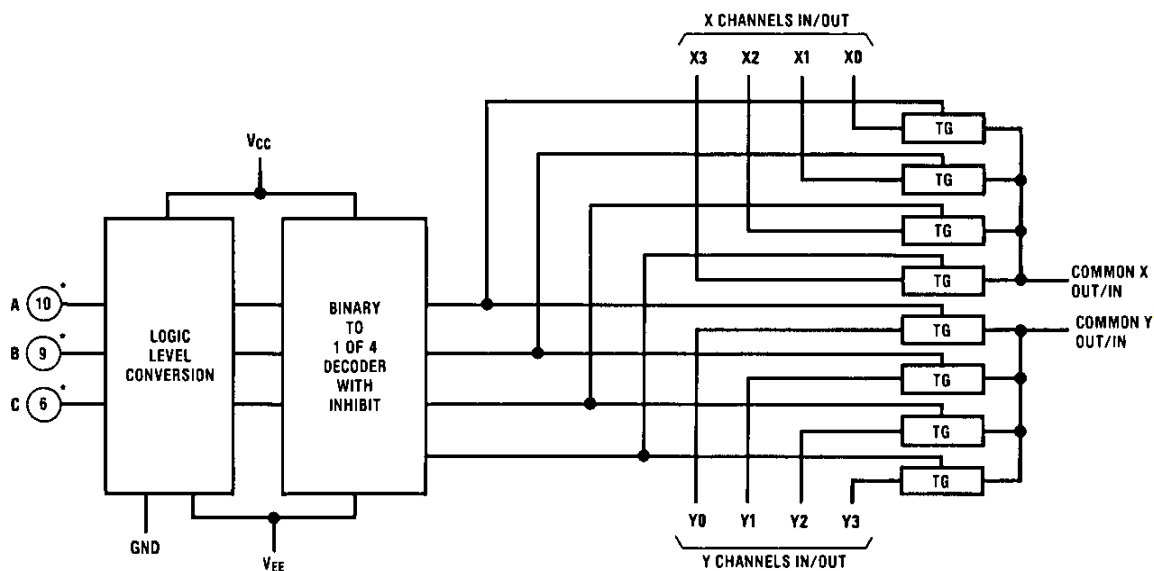 X CHANNELS IN/OUT
X3 X2 X1 X0
TG
VCC
TG
TG
TG
COMMON X
OUT/IN
A 10*
B 9*
C 6*
LOGIC
LEVEL
CONVERSION
BINARY
TO
1 OF 4
DECODER
WITH
INHIBIT
TG
COMMON Y
OUT/IN
TG
TG
TG
Y0 Y1 Y2 Y3
GND
VEE
Y CHANNELS IN/OUT